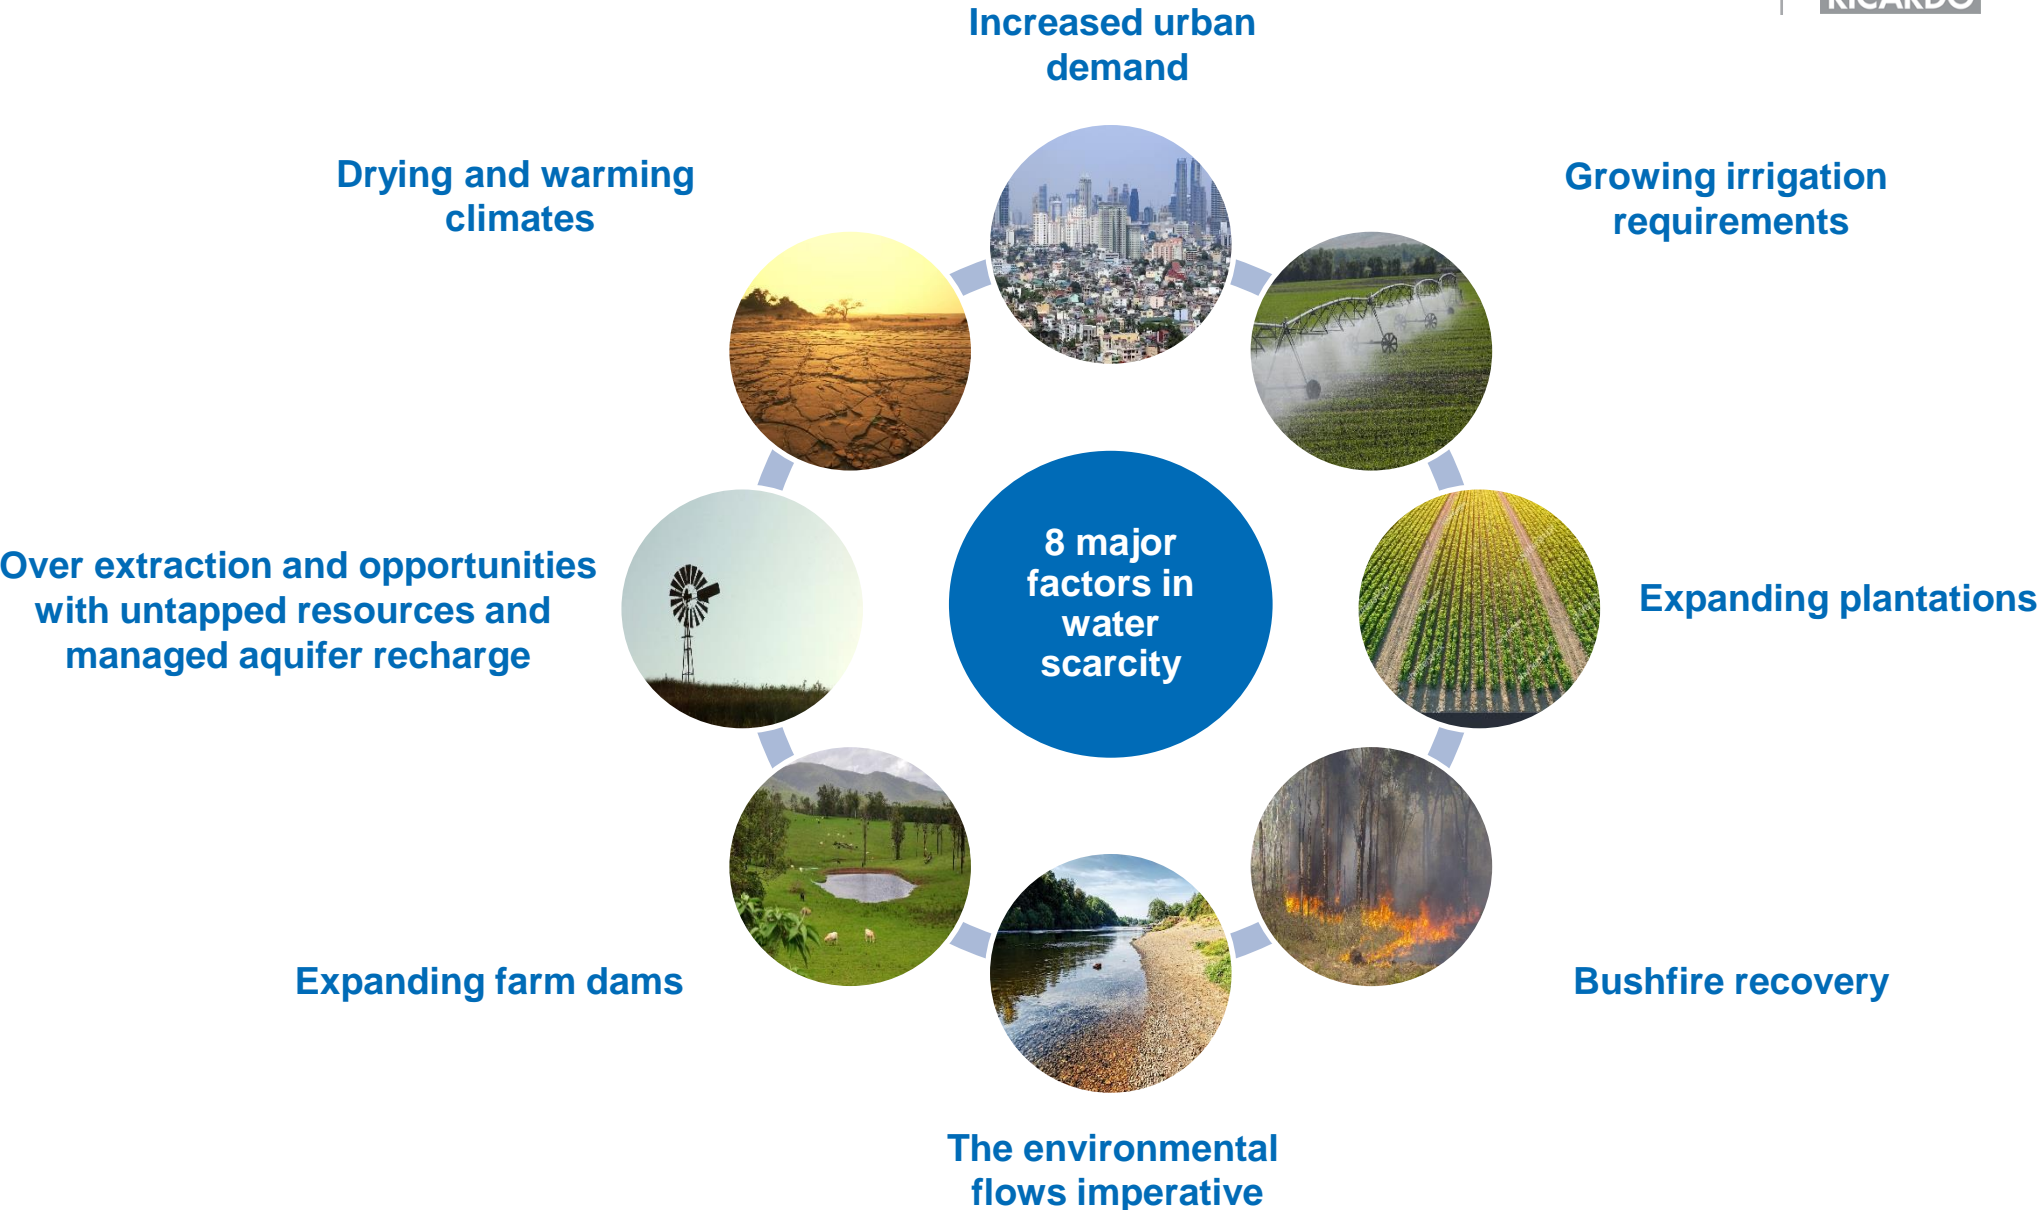 RICARDO
Increased urban
demand
Drying and warming
climates
Growing irrigation
requirements
Over extraction and opportunities
with untapped resources and
managed aquifer recharge
8 major
factors in
water
scarcity
Expanding plantations
Expanding farm dams
Bushfire recovery
The environmental
flows imperative